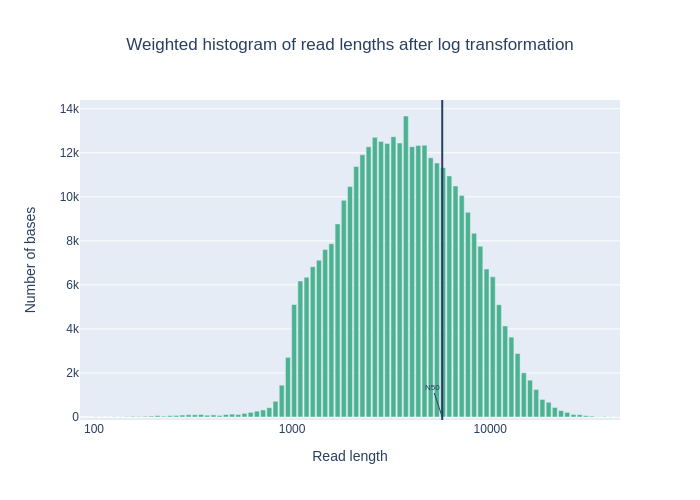 Weighted histogram of read lengths after log transformation
14k
12k
10k
8k
6k
4k
2k
0
Number of bases
N50
100
1000
10000
Read length